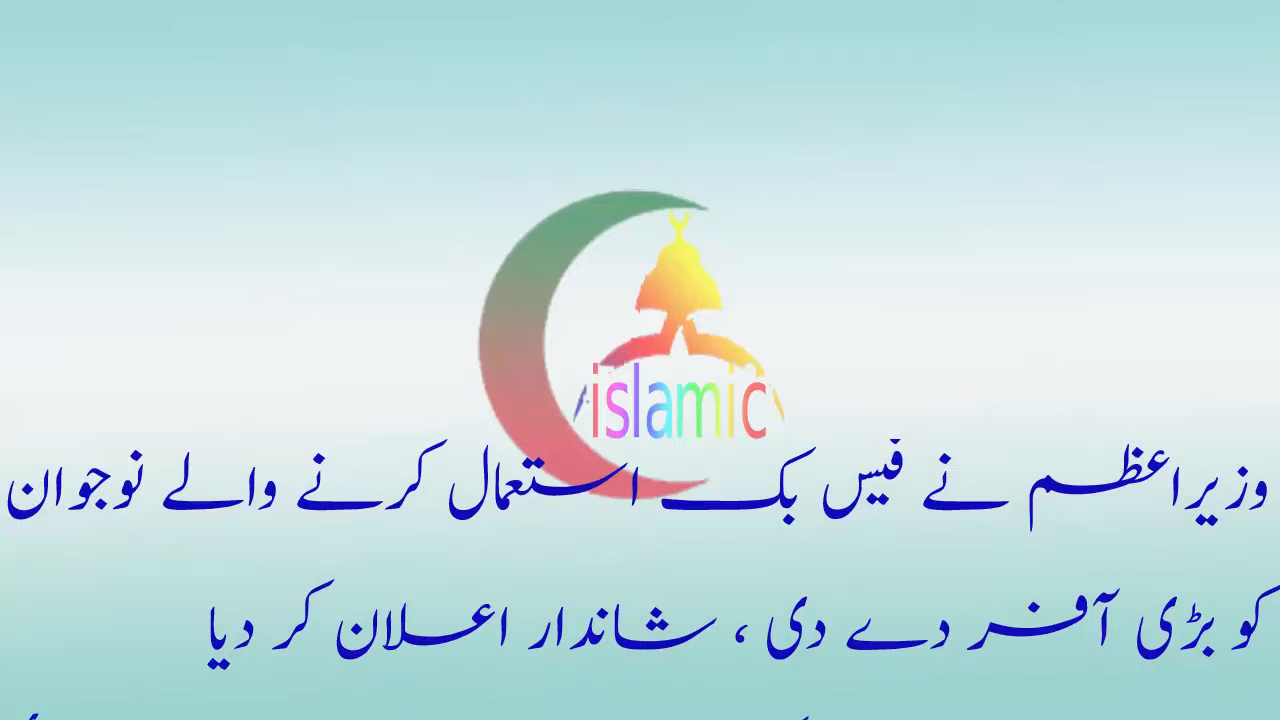 islamic
وزیراعظم نے فیس بک استعمال کرنے والے نوجوان
کو بڑی آفر دے دی ، شاندار اعلان کر دیا